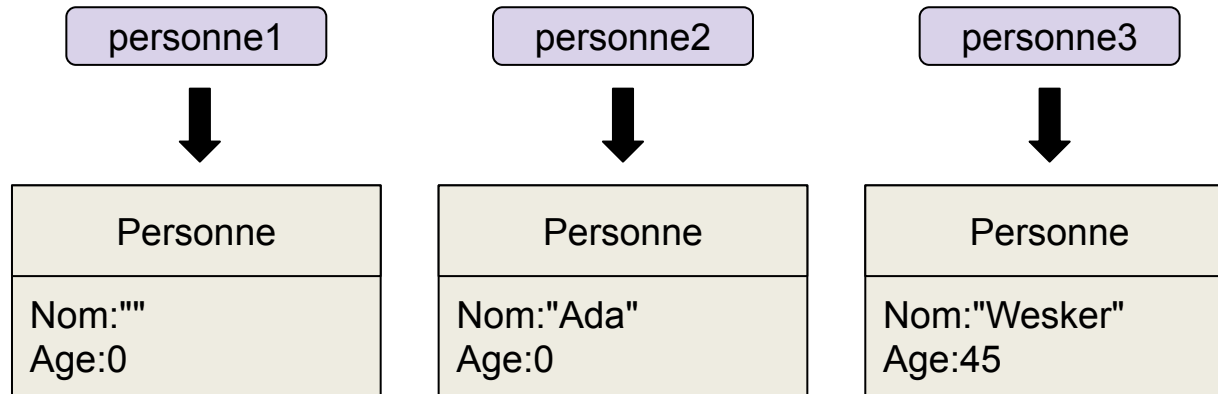 personne1
personne2
personne3
Personne
Personne
Personne
Nom:""
Age:0
Nom:"Ada"
Age:0
Nom:"Wesker"
Age:45